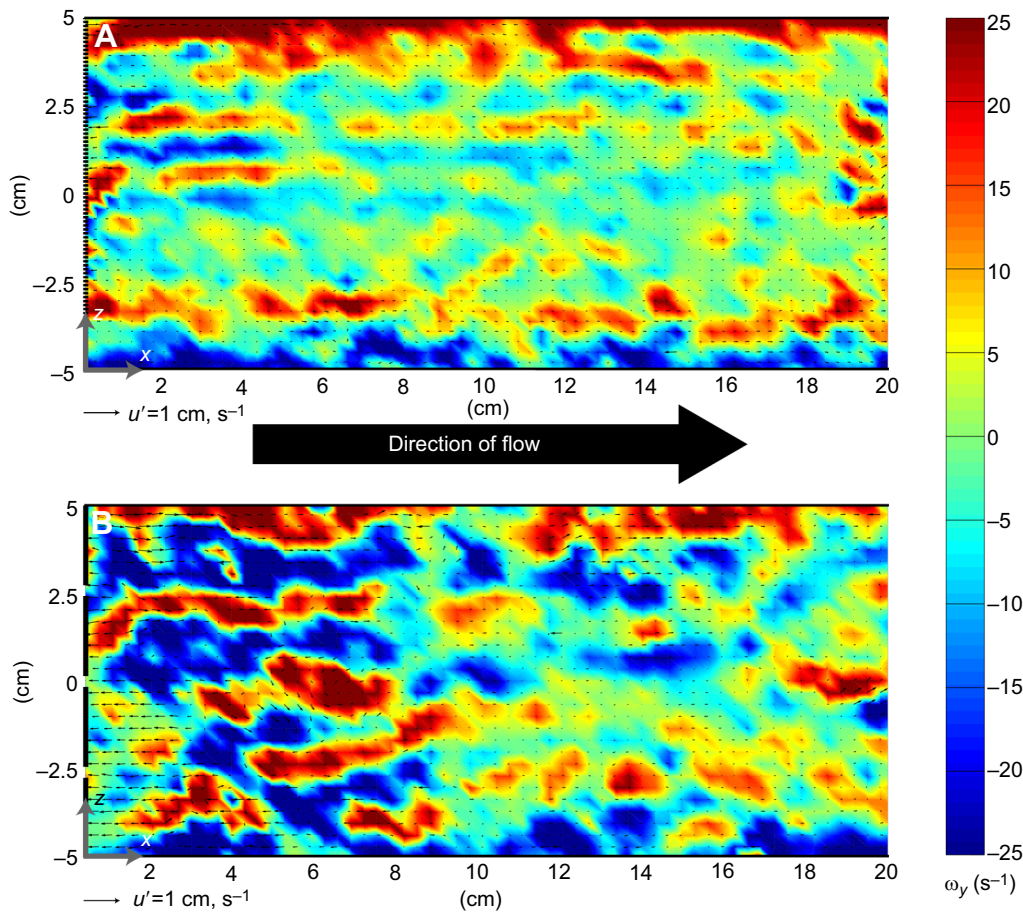 A
5
2.5
0
–2.5
–5
(cm)
z
x
2 4 6 8 10 12 14 16 18 20
(cm)
u′=1 cm, s–1
Direction of flow
B
5
2.5
0
–2.5
–5
(cm)
z
x
2 4 6 8 10 12 14 16 18 20
(cm)
u′=1 cm, s–1
25
20
15
10
5
0
–5
–10
–15
–20
–25
ωy (s–1)